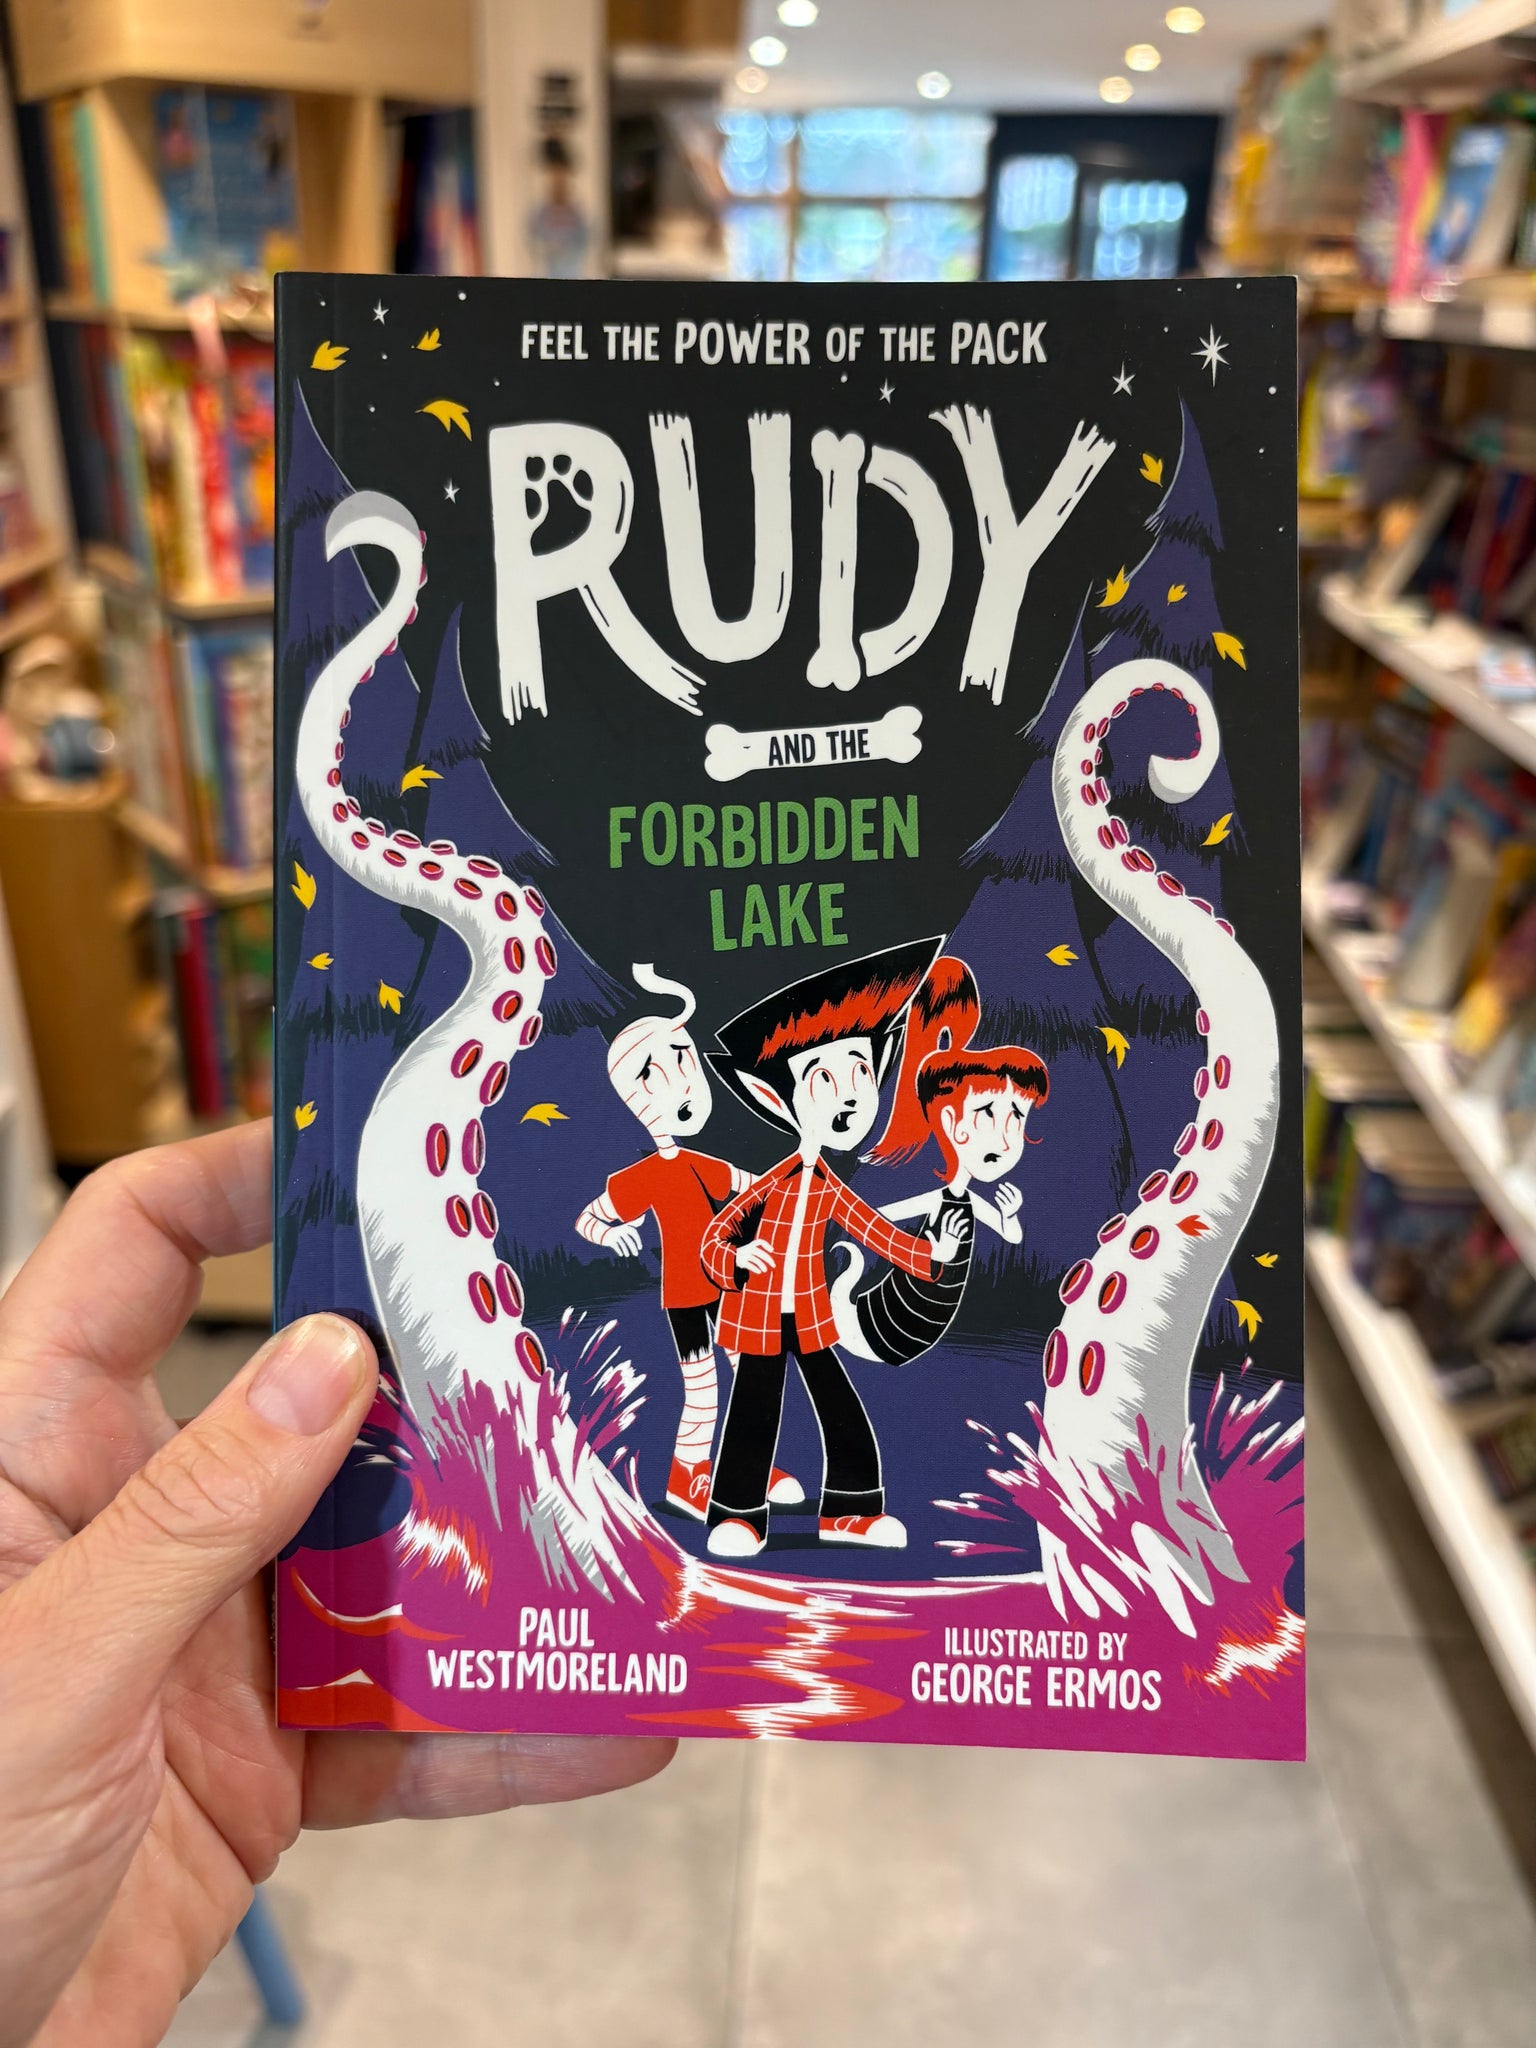 FEEL THE POWER OF THE PACK
RUDY
AND THE
FORBIDDEN
LAKE
PAUL
WESTMORELAND
ILLUSTRATED BY
GEORGE ERMOS